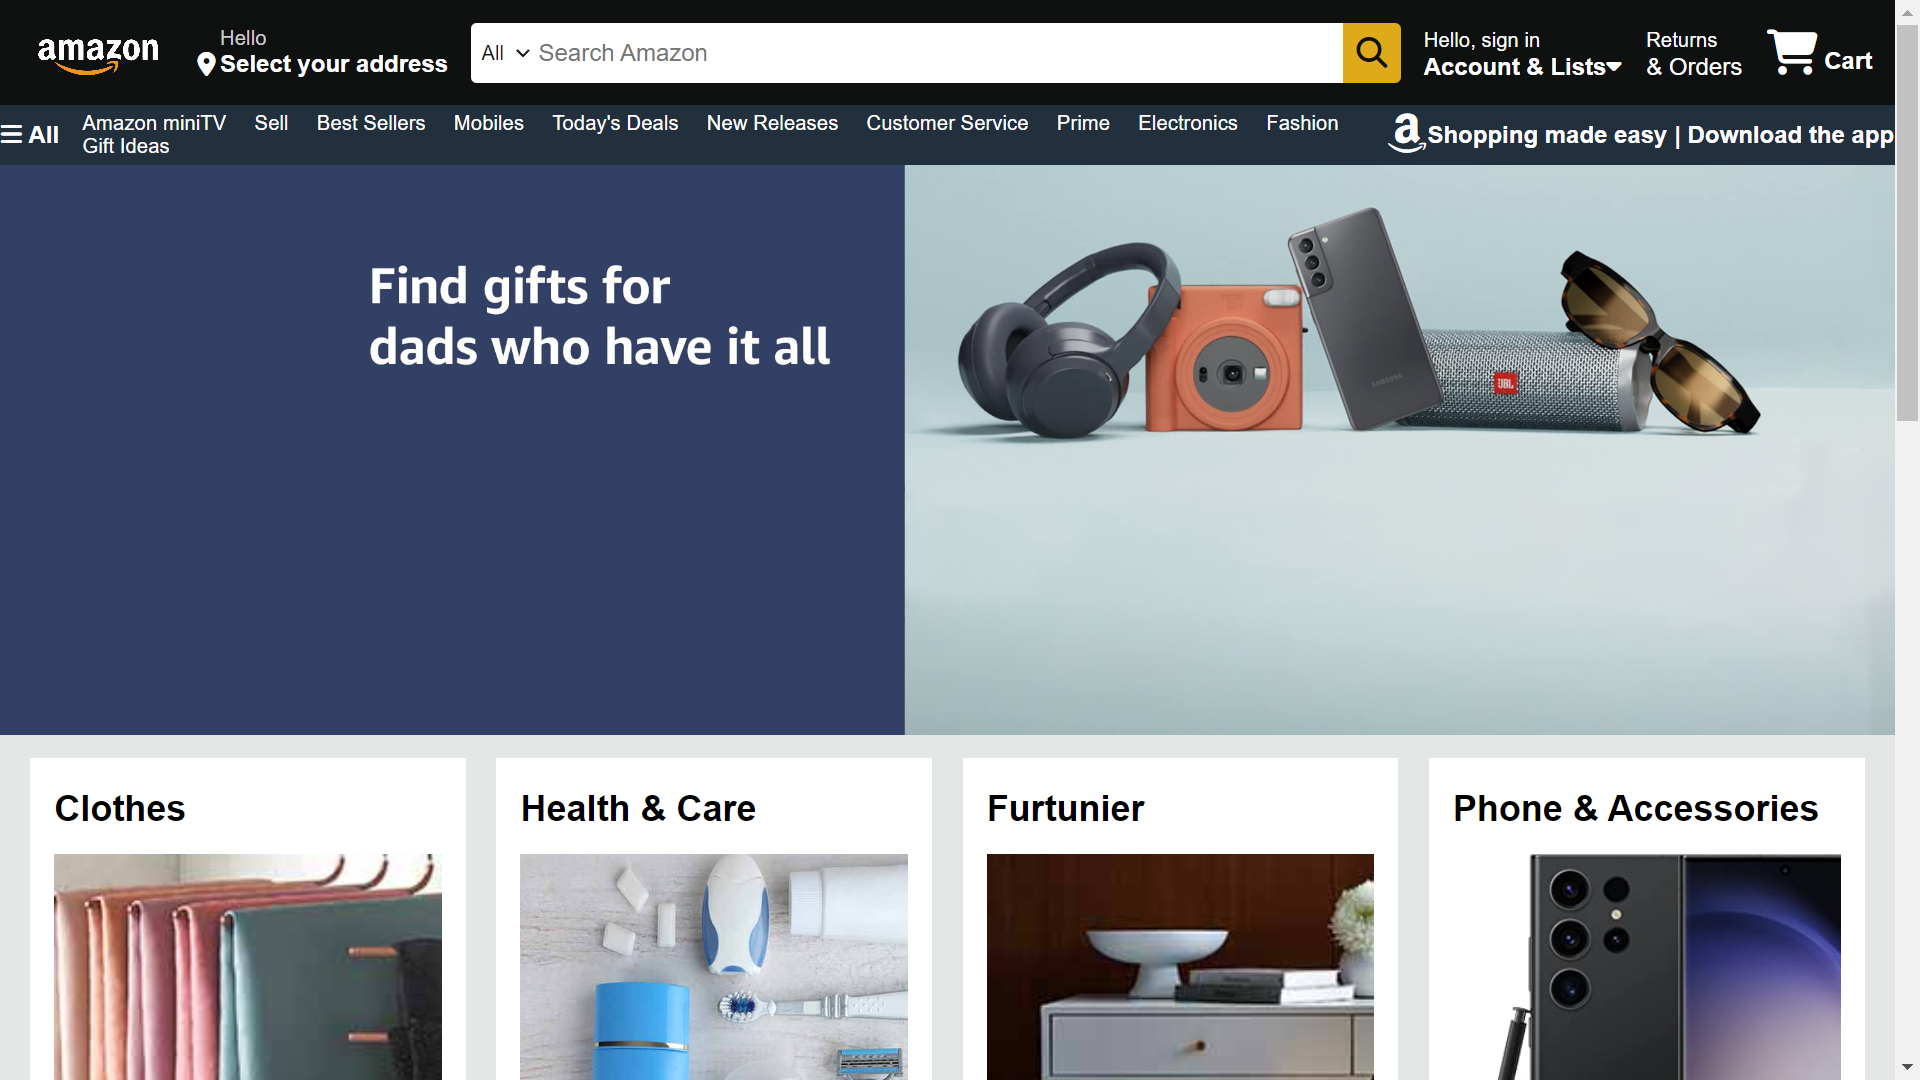 amazon
Hello
Select your address
All
Search Amazon
Hello, sign in
Account & Lists
Returns
& Orders
Cart
All
Amazon miniTV Sell Best Sellers Mobiles Today's Deals New Releases Customer Service Prime Electronics Fashion
Gift Ideas
a
Shopping made easy | Download the app
Find gifts for
dads who have it all
SAMSUNG
JBL
Clothes
Health & Care
Furtunier
Phone & Accessories